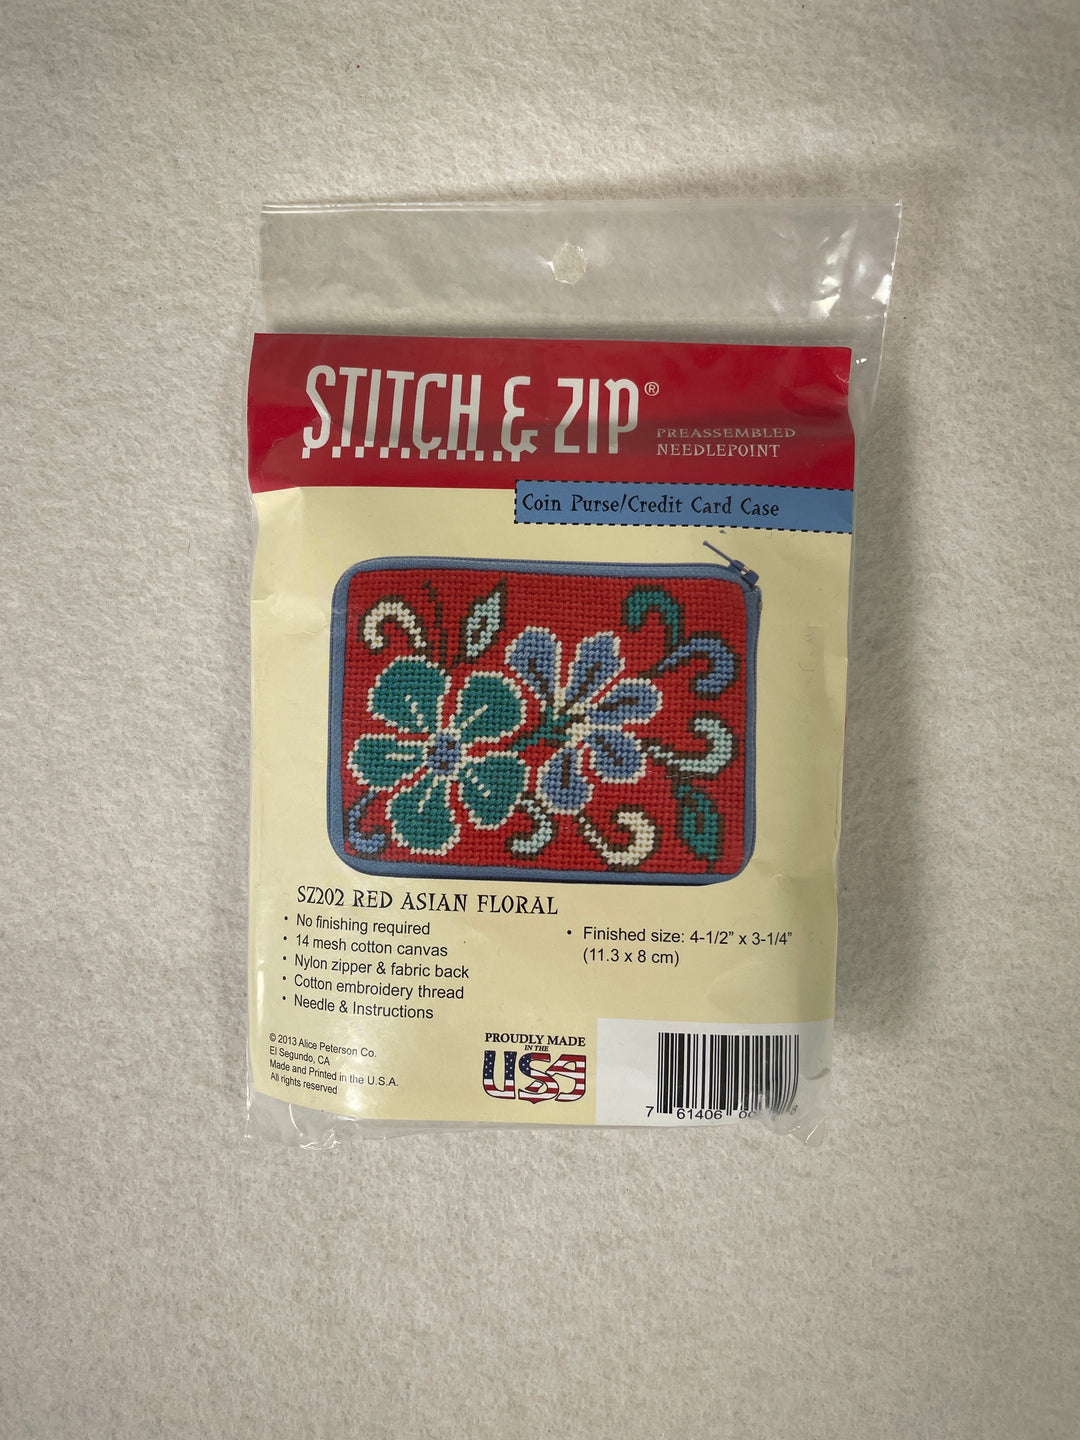 STITCH & ZIP®
PREASSEMBLED
NEEDLEPOINT
Coin Purse/Credit Card Case
SZ202 RED ASIAN FLORAL
• No finishing required
• 14 mesh cotton canvas
• Nylon zipper & fabric back
• Cotton embroidery thread
• Needle & Instructions
• Finished size: 4-1/2" x 3-1/4"
(11.3 x 8 cm)
© 2013 Alice Peterson Co.
El Segundo, CA
Made and Printed in the U.S.A.
All rights reserved
PROUDLY MADE
IN THE
USA
7 61406